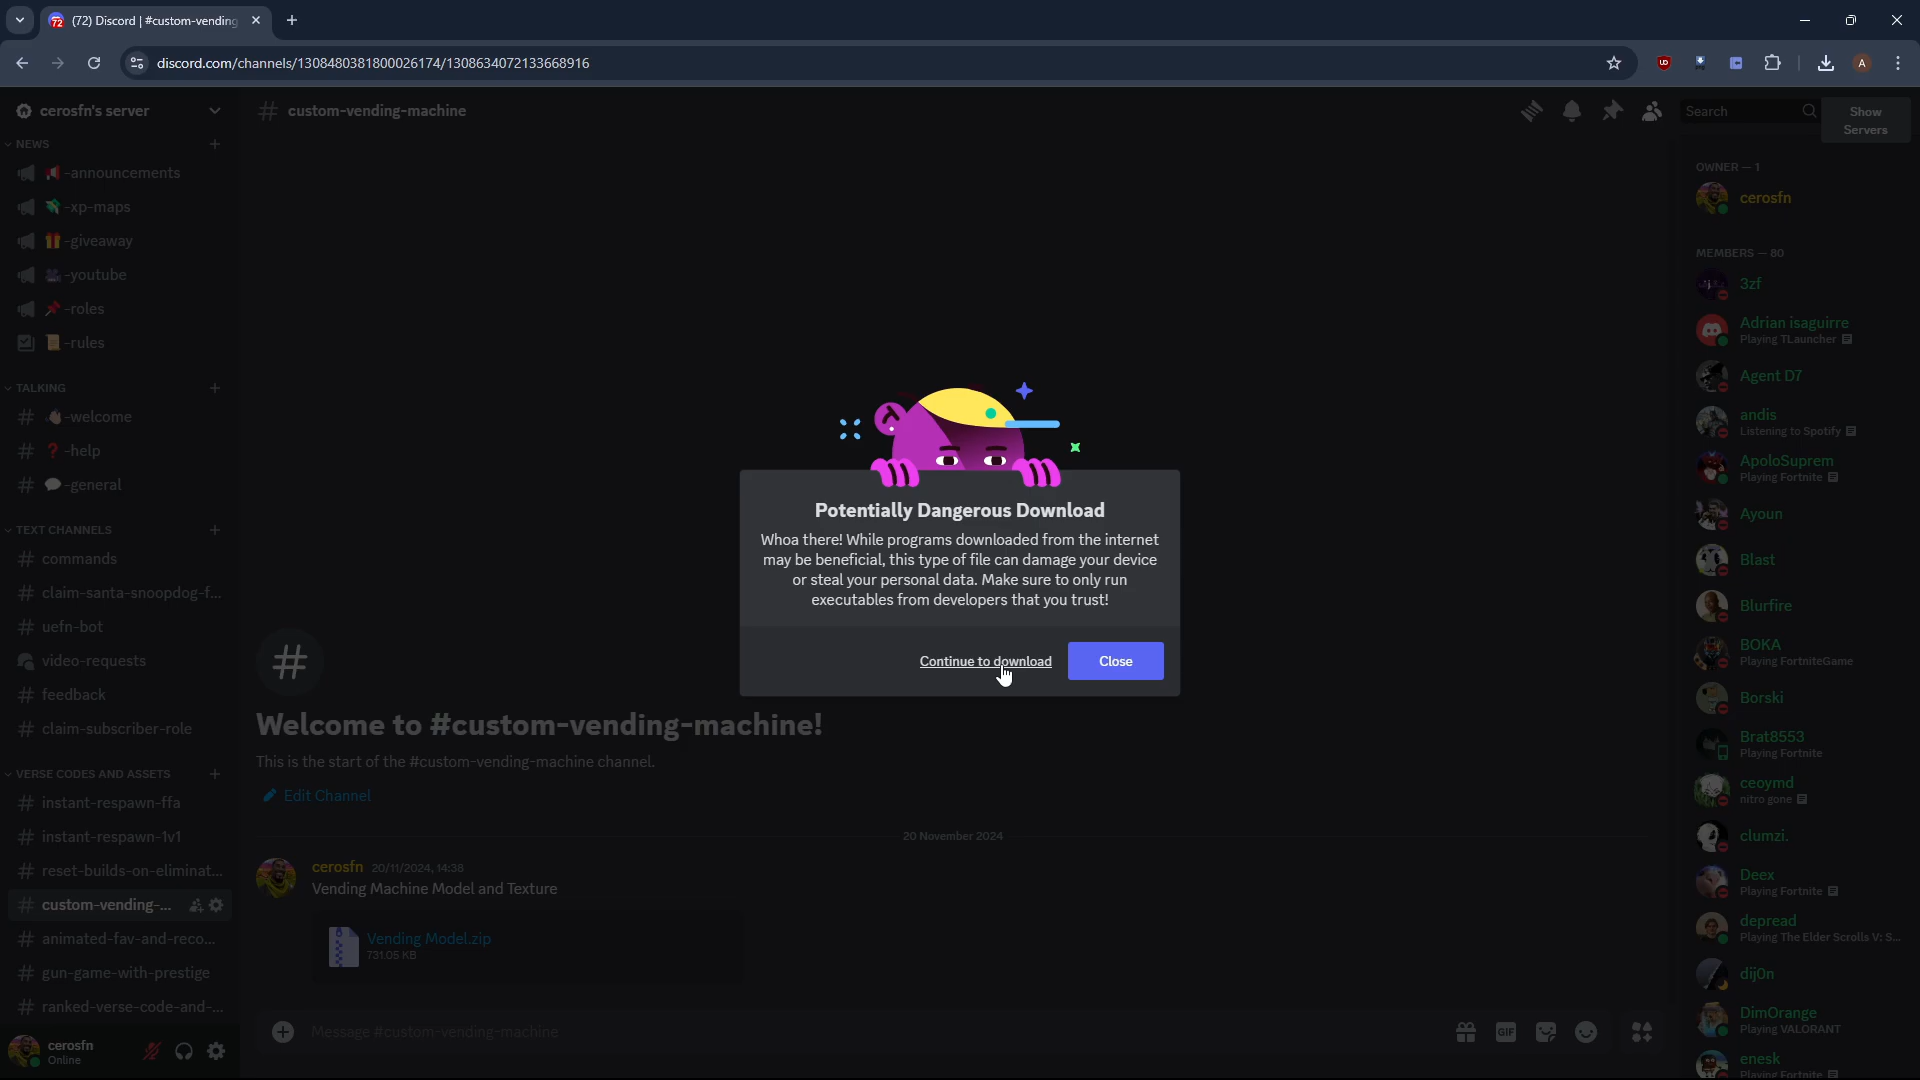 72 (72) Discord | #custom-vending
discord.com/channels/1308480381800026174/1308634072133668916
UD
A
cerosfn's server
# custom-vending-machine
Search
Show
Servers
NEWS
-announcements
-xp-maps
-giveaway
-youtube
-roles
-rules
TALKING
# -welcome
# ❓-help
# -general
TEXT CHANNELS
# commands
# claim-santa-snoopdog-f...
# uefn-bot
video-requests
# feedback
# claim-subscriber-role
VERSE CODES AND ASSETS
# instant-respawn-ffa
# instant-respawn-1v1
# reset-builds-on-eliminat...
# custom-vending-...
# animated-fav-and-reco...
# gun-game-with-prestige
# ranked-verse-code-and-...
cerosfn
Online
Potentially Dangerous Download
Whoa there! While programs downloaded from the internet
may be beneficial, this type of file can damage your device
or steal your personal data. Make sure to only run
executables from developers that you trust!
Continue to download
Close
#
Welcome to #custom-vending-machine!
This is the start of the #custom-vending-machine channel.
Edit Channel
20 November 2024
cerosfn 20/11/2024, 14:38
Vending Machine Model and Texture
Vending Model.zip
731.05 KB
Message #custom-vending-machine
GIF
OWNER — 1
cerosfn
MEMBERS — 80
3zf
Adrian isaguirre
Playing TLauncher
Agent D7
andis
Listening to Spotify
ApoloSuprem
Playing Fortnite
Ayoun
Blast
Blurfire
BOKA
Playing FortniteGame
Borski
Brat8553
Playing Fortnite
ceoymd
nitro gone
clumzi.
Deex
Playing Fortnite
depread
Playing The Elder Scrolls V: S...
dij0n
DimOrange
Playing VALORANT
enesk
Playing Fortnite